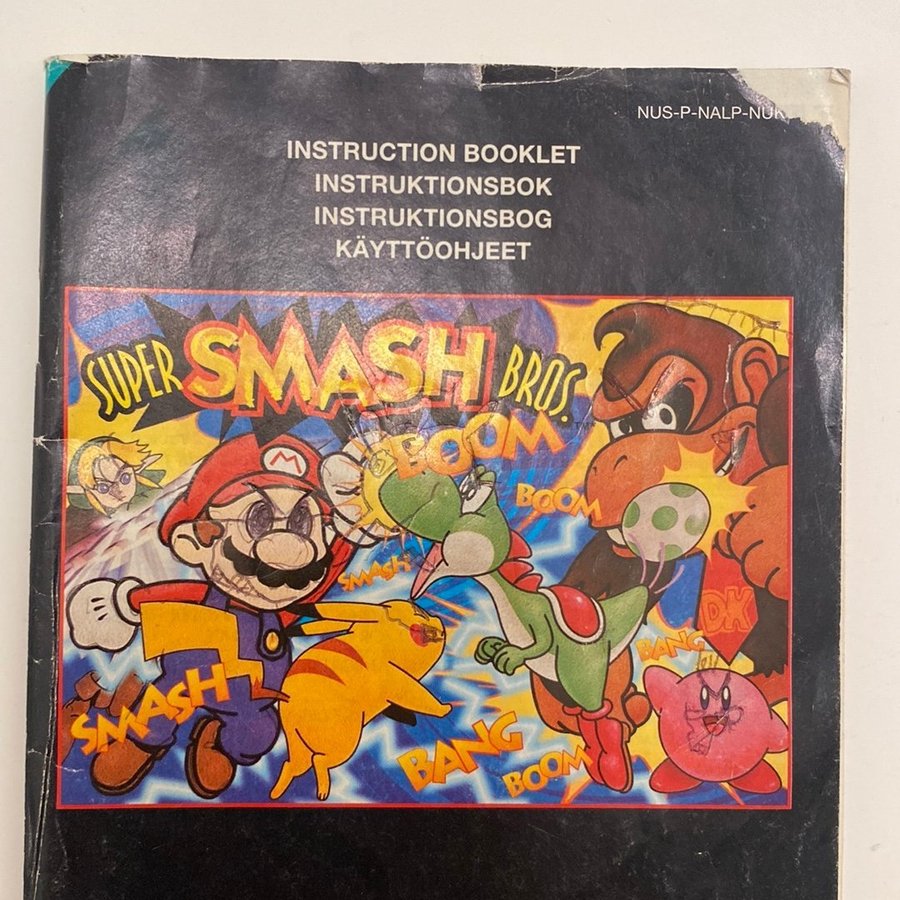 NUS-P-NALP-NUK
INSTRUCTION BOOKLET
INSTRUKTIONSBOK
INSTRUKTIONSBOG
KÄYTTÖOHJEET
SUPER SMASH BROS.
BOOM
BOOM
SMASH
DK
BANG
SMASH
BANG
BOOM